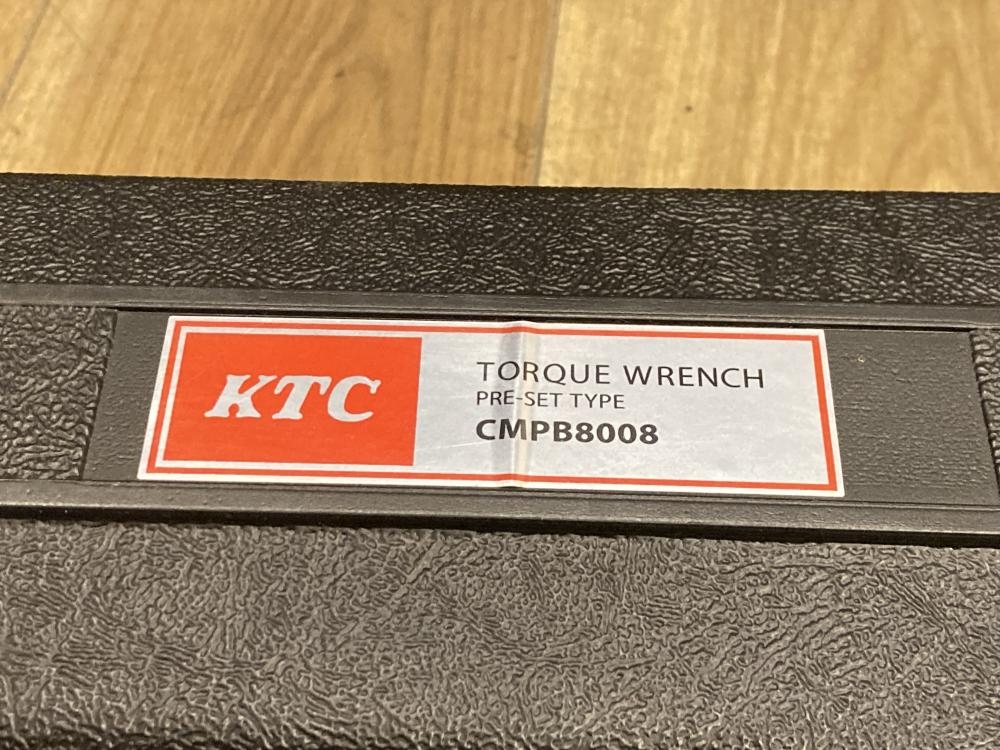 KTC
TORQUE WRENCH
PRE-SET TYPE
CMPB8008